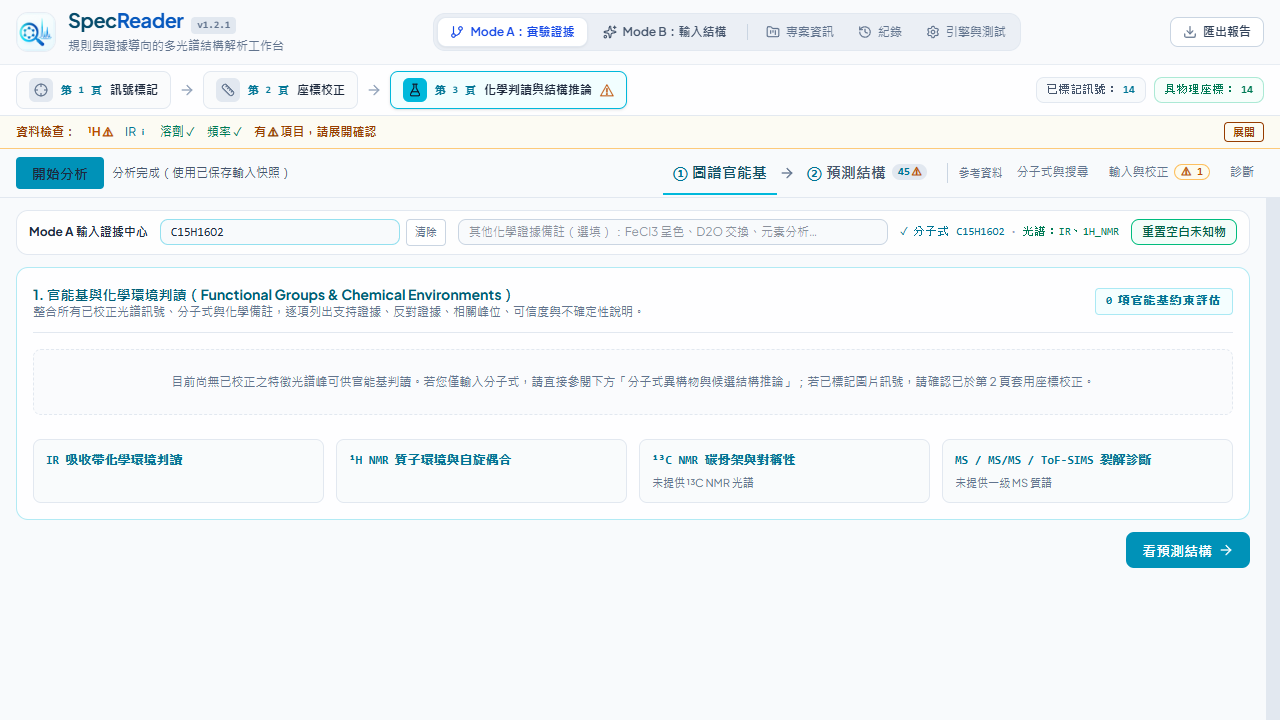 SpecReader v1.2.1
規則與證據導向的多光譜結構解析工作台
Mode A：實驗證據
Mode B：輸入結構
專案資訊
紀錄
引擎與測試
匯出報告
第 1 頁 訊號標記
第 2 頁 座標校正
第 3 頁 化學判讀與結構推論
已標記訊號： 14
具物理座標： 14
資料檢查： ¹H⚠ IR i 溶劑✓ 頻率✓ 有⚠項目，請展開確認
展開
開始分析
分析完成（使用已保存輸入快照）
① 圖譜官能基
② 預測結構 45⚠
參考資料
分子式與搜尋
輸入與校正 ⚠ 1
診斷
Mode A 輸入證據中心
C15H16O2
清除
其他化學證據備註（選填）：FeCl3 呈色、D2O 交換、元素分析…
✓ 分子式 C15H16O2 · 光譜：IR、1H_NMR
重置空白未知物
1. 官能基與化學環境判讀（Functional Groups & Chemical Environments）
整合所有已校正光譜訊號、分子式與化學備註，逐項列出支持證據、反對證據、相關峰位、可信度與不確定性說明。
0 項官能基約束評估
目前尚無已校正之特徵光譜峰可供官能基判讀。若您僅輸入分子式，請直接參閱下方「分子式異構物與候選結構推論」；若已標記圖片訊號，請確認已於第 2 頁套用座標校正。
IR 吸收帶化學環境判讀
¹H NMR 質子環境與自旋偶合
¹³C NMR 碳骨架與對稱性
未提供 ¹³C NMR 光譜
MS / MS/MS / ToF-SIMS 裂解診斷
未提供一級 MS 質譜
看預測結構